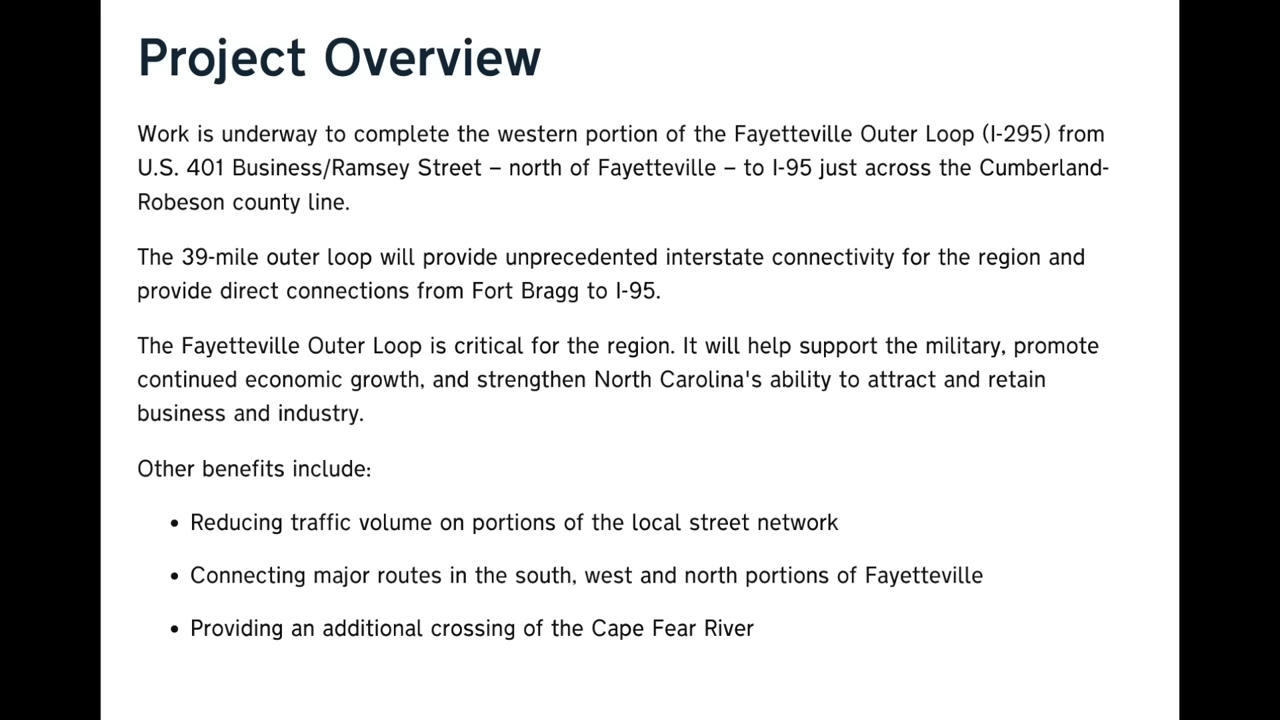 Project Overview
Work is underway to complete the western portion of the Fayetteville Outer Loop (I-295) from
U.S. 401 Business/Ramsey Street – north of Fayetteville – to I-95 just across the Cumberland-
Robeson county line.
The 39-mile outer loop will provide unprecedented interstate connectivity for the region and
provide direct connections from Fort Bragg to I-95.
The Fayetteville Outer Loop is critical for the region. It will help support the military, promote
continued economic growth, and strengthen North Carolina's ability to attract and retain
business and industry.
Other benefits include:
• Reducing traffic volume on portions of the local street network
• Connecting major routes in the south, west and north portions of Fayetteville
• Providing an additional crossing of the Cape Fear River